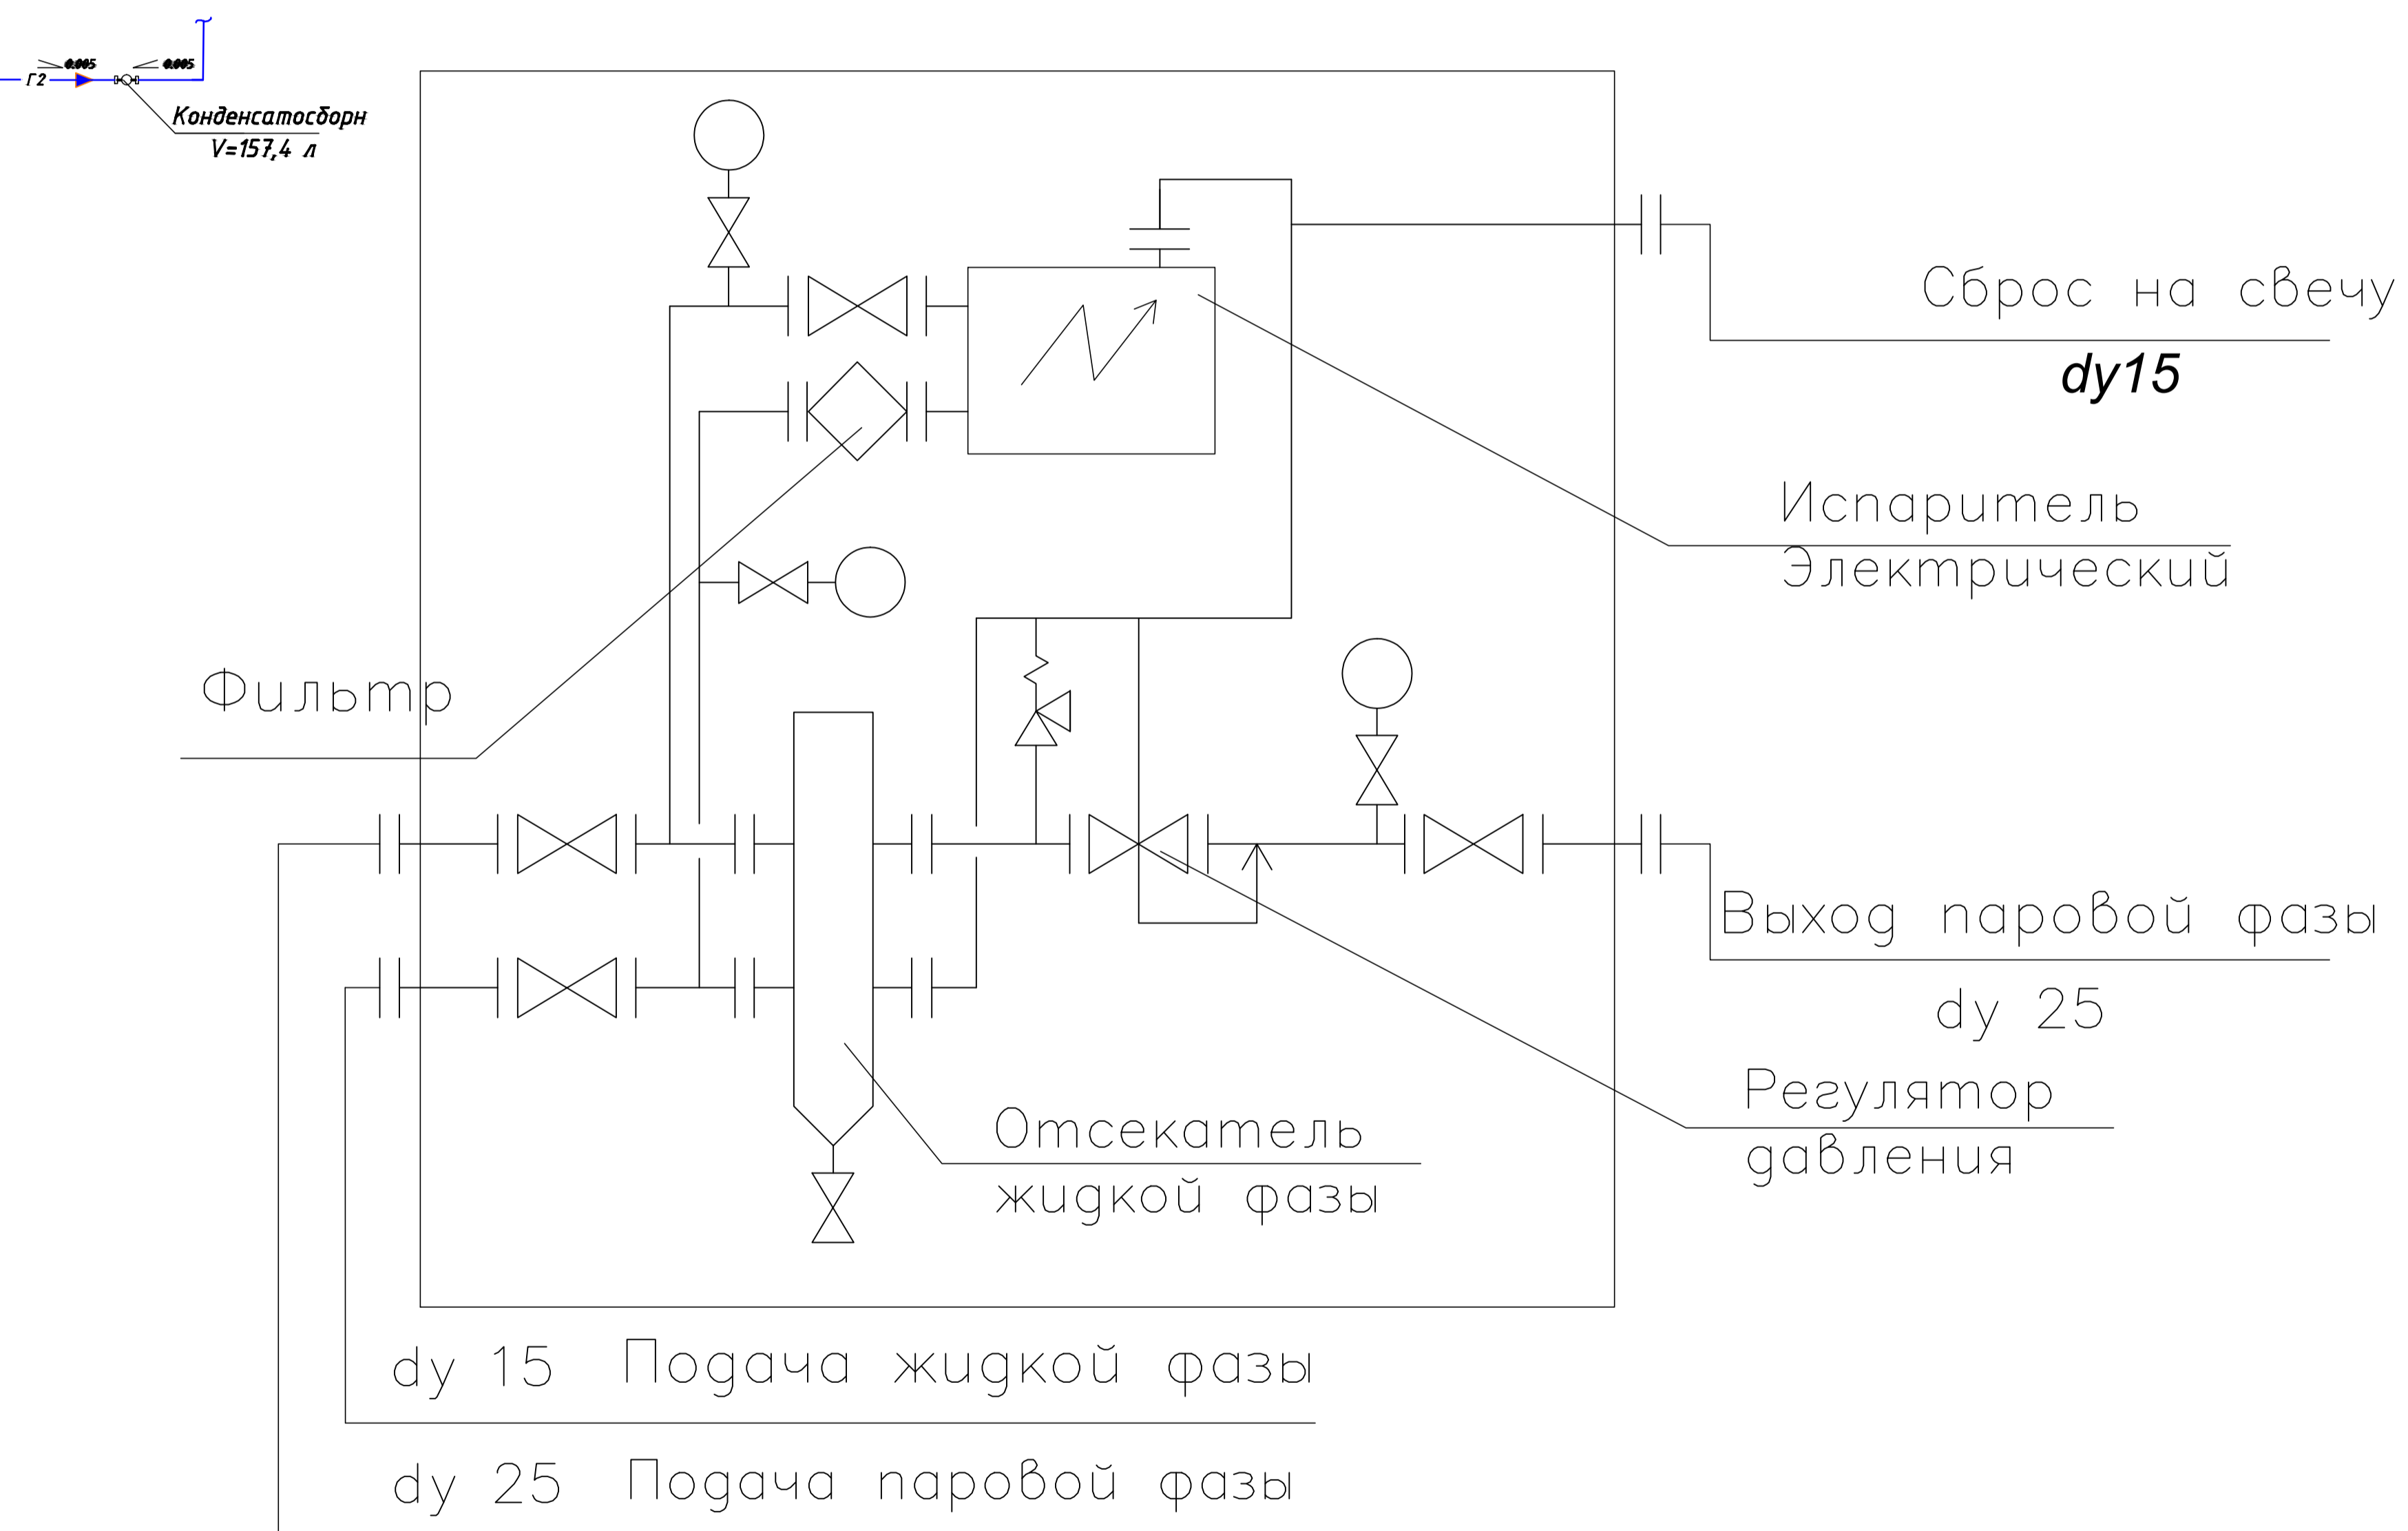 0.005 0.005
Г2
Конденсатосборн
V=157,4 л
Сброс на свечу
dy15
Испаритель
Электрический
Фильтр
Выход паровой фазы
dy 25
Регулятор
давления
Отсекатель
жидкой фазы
dy 15 Подача жидкой фазы
dy 25 Подача паровой фазы